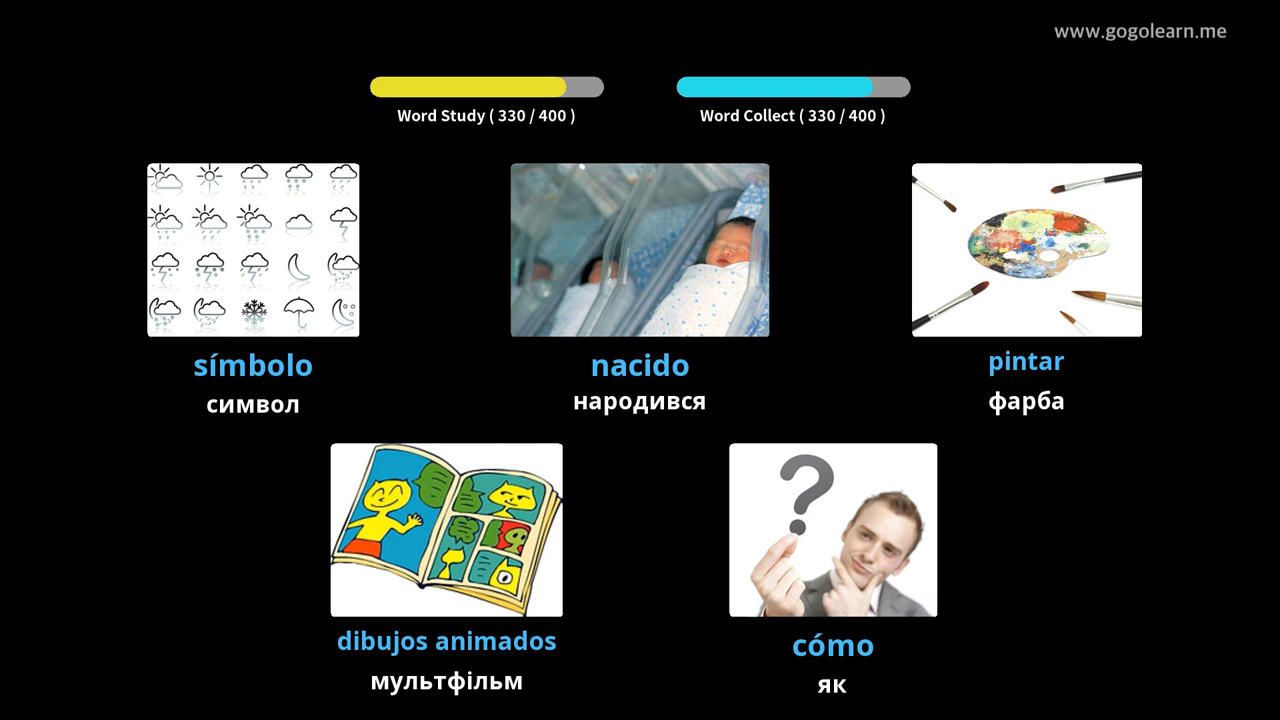 www.gogolearn.me
Word Study ( 330 / 400 )
Word Collect ( 330 / 400 )
símbolo
символ
nacido
народився
pintar
фарба
dibujos animados
мультфільм
cómo
як